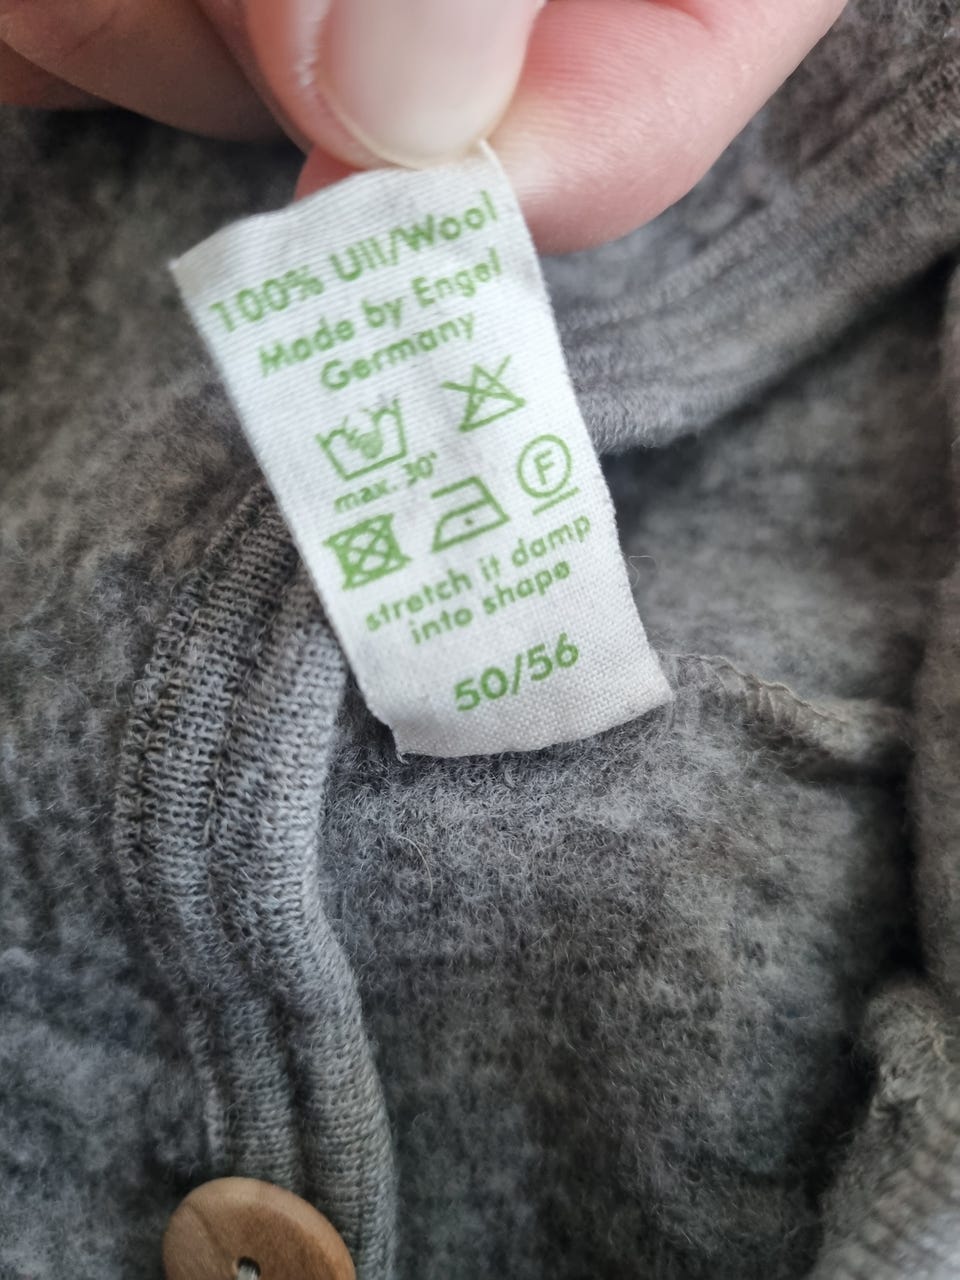 100% Ull/Wool
Made by Engel
Germany
max. 30°
F
stretch it damp
into shape
50/56